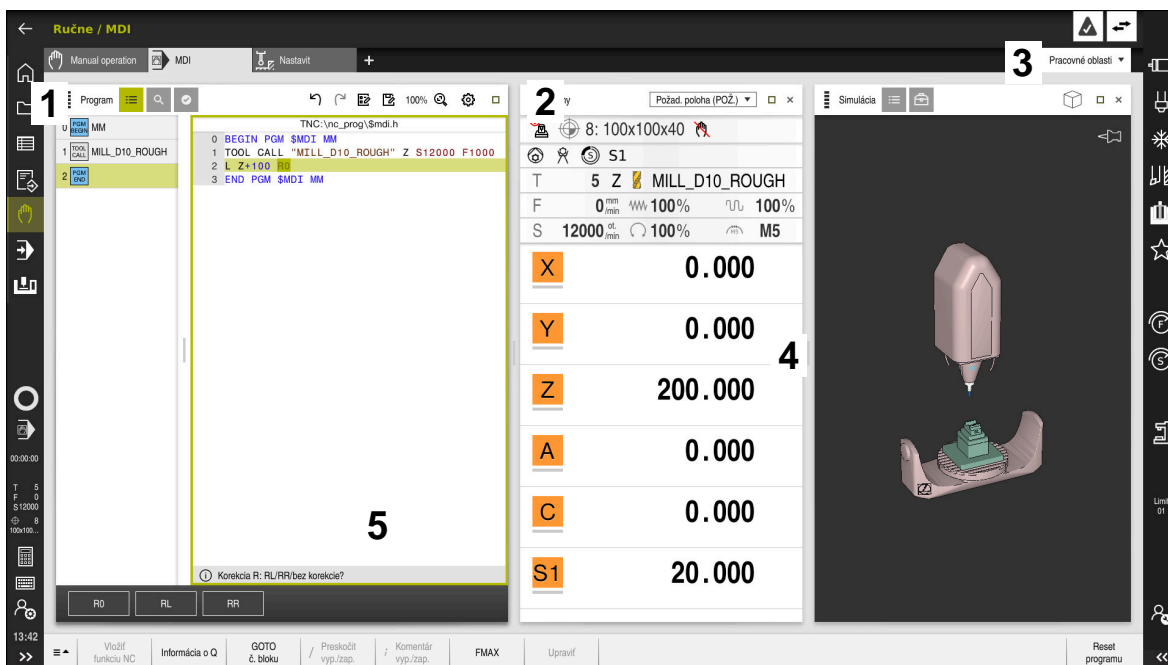 Ručne / MDI
Manual operation
MDI
Nastavit
+
3
Pracovné oblasti
1
Program
100%
2
y
Požad. poloha (POŽ.)
Simulácia
0 PGM BEGIN MM
1 TOOL CALL MILL_D10_ROUGH
2 PGM END
TNC:\nc_prog\$mdi.h
0 BEGIN PGM $MDI MM
1 TOOL CALL "MILL_D10_ROUGH" Z S12000 F1000
2 L Z+100 R0
3 END PGM $MDI MM
8: 100x100x40
S1
T 5 Z MILL_D10_ROUGH
F 0 mm/min 100% 100%
S 12000 ot./min 100% M5 M5
X 0.000
Y 0.000
4
Z 200.000
A 0.000
C 0.000
S1 20.000
5
Korekcia R: RL/RR/bez korekcie?
R0
RL
RR
00:00:00
T 5
F 0
S 12000
8
100x100...
13:42
F
S
Limit
01
Vložiť
funkciu NC
Informácia o Q
GOTO
č. bloku
/ Preskočit
vyp./zap.
; Komentár
vyp./zap.
FMAX
Upraviť
Reset
programu